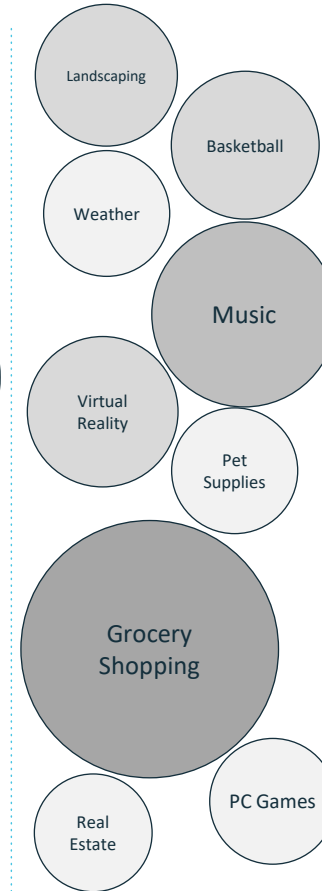 Landscaping
Basketball
Weather
Music
Virtual
Reality
Pet
Supplies
Grocery
Shopping
PC Games
Real
Estate